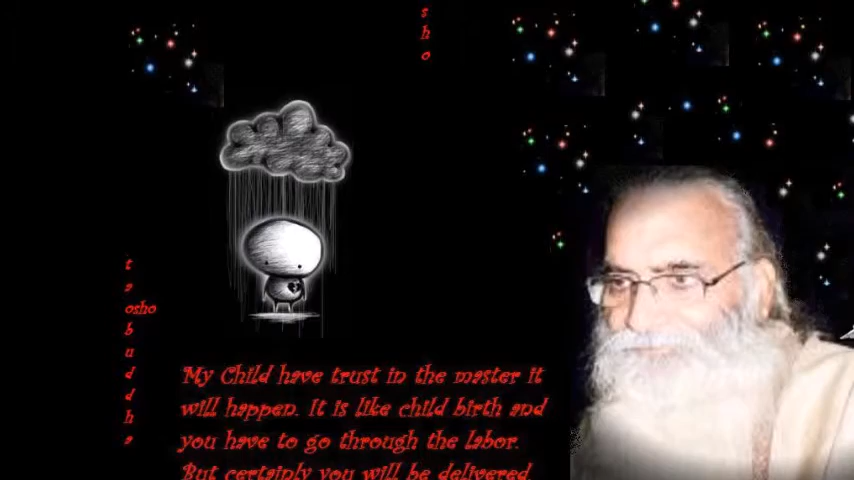 s
h
o
t
a
osho
b
u
d
d
h
a
My Child have trust in the master it
will happen. It is like child birth and
you have to go through the labor.
But certainly you will be delivered.